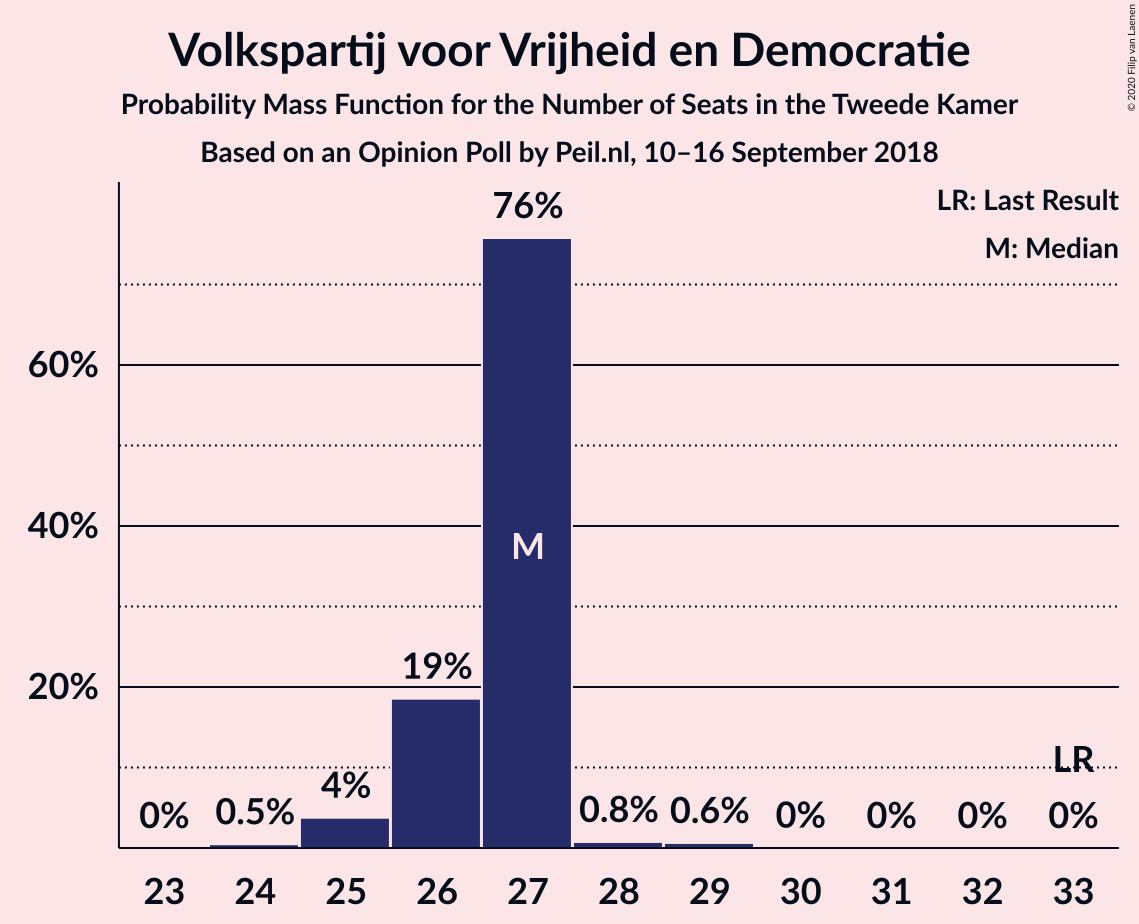 Volkspartij voor Vrijheid en Democratie
Probability Mass Function for the Number of Seats in the Tweede Kamer
Based on an Opinion Poll by Peil.nl, 10–16 September 2018
© 2020 Filip van Laenen
LR: Last Result
M: Median
60%
40%
20%
0%
0.5%
4%
19%
76%
M
0.8%
0.6%
0%
0%
0%
LR
0%
23 24 25 26 27 28 29 30 31 32 33